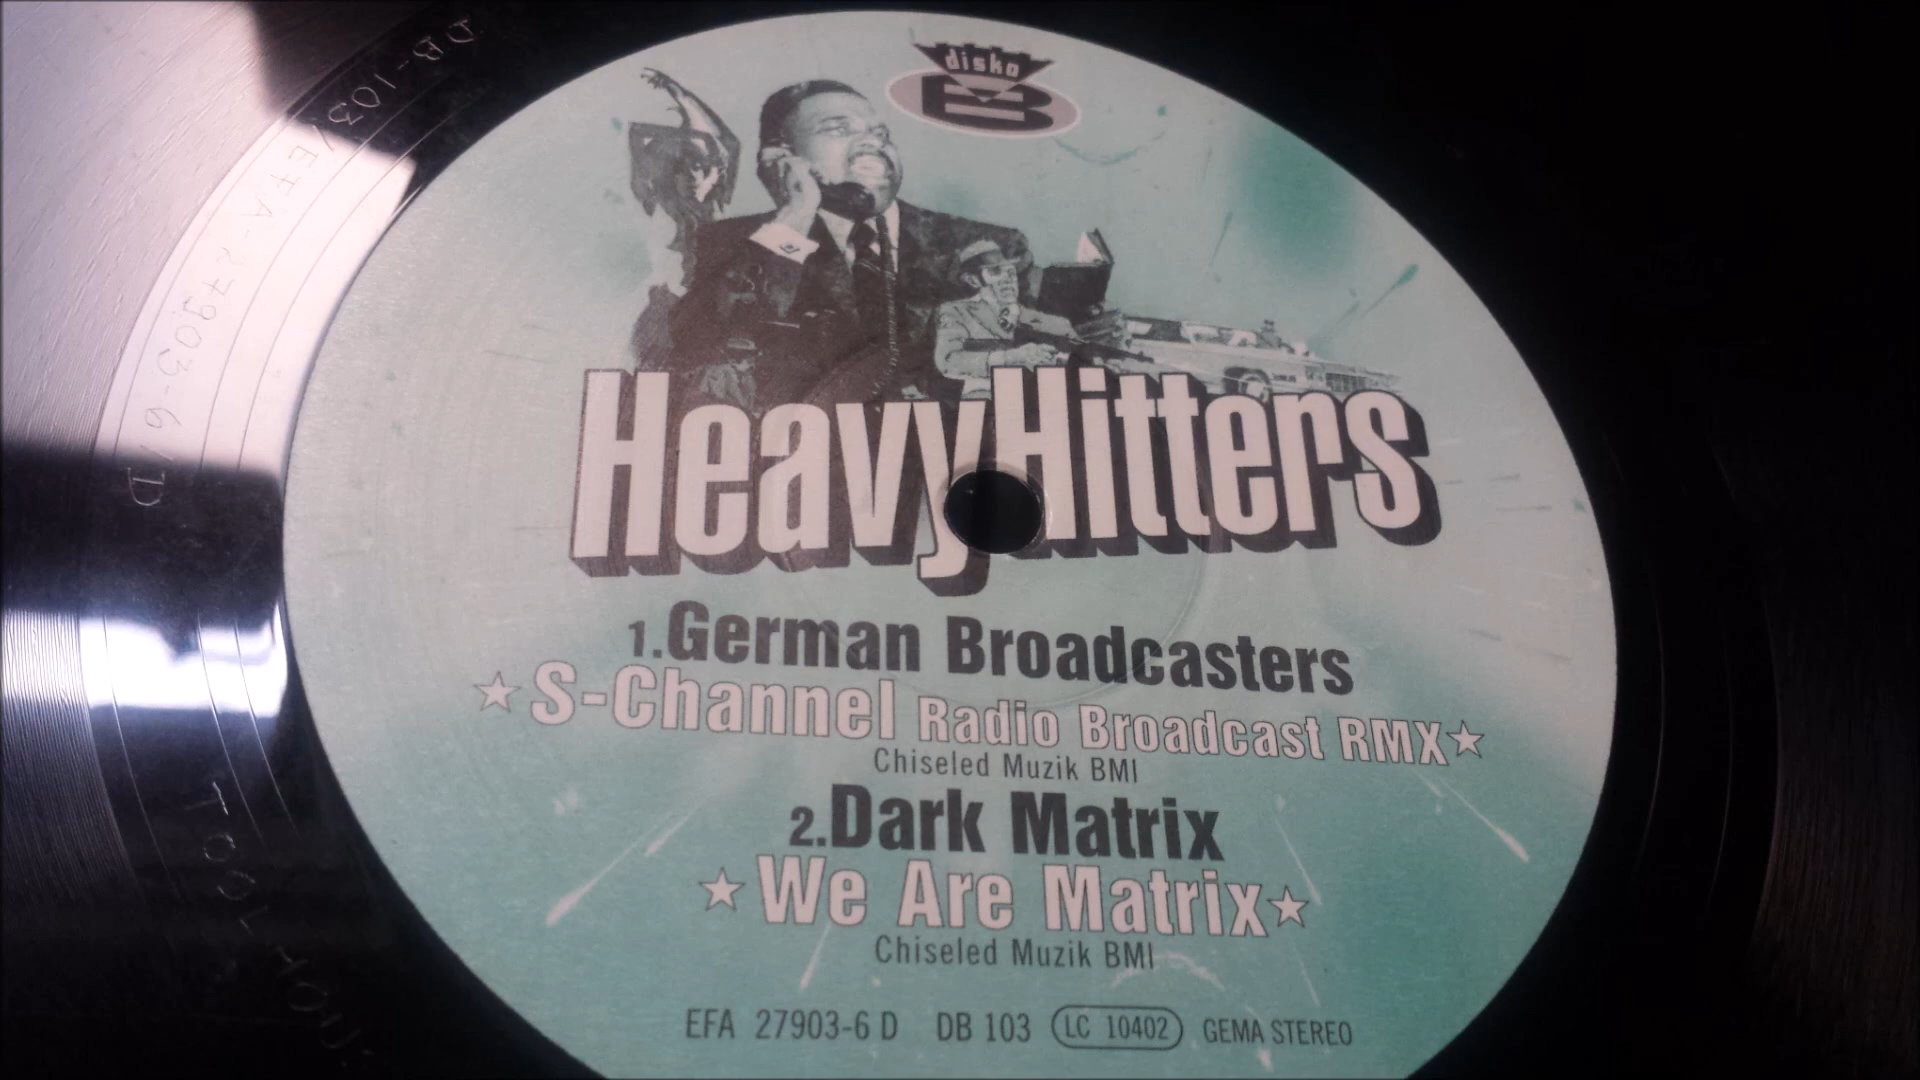 disko
B
HeavyHitters
1.German Broadcasters
★S-Channel Radio Broadcast RMX★
Chiseled Muzik BMI
2.Dark Matrix
★We Are Matrix★
Chiseled Muzik BMI
EFA 27903-6 D DB 103 LC 10402 GEMA STEREO
DB-103/EFA-27903-6/D